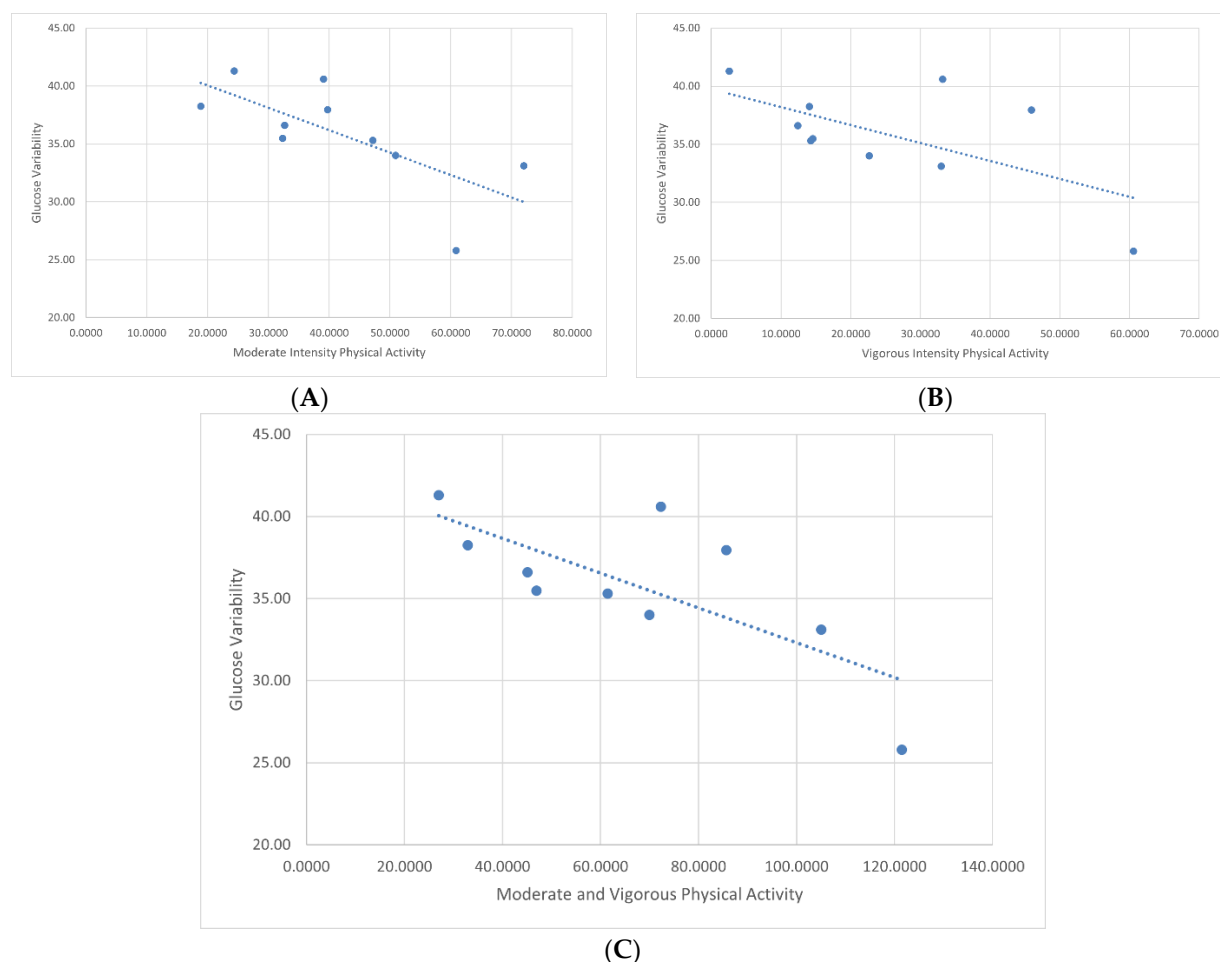 45.00
40.00
35.00
30.00
25.00
20.00
Glucose Variability
0.0000 10.0000 20.0000 30.0000 40.0000 50.0000 60.0000 70.0000 80.0000
Moderate Intensity Physical Activity
(A)
45.00
40.00
35.00
30.00
25.00
20.00
Glucose Variability
0.0000 10.0000 20.0000 30.0000 40.0000 50.0000 60.0000 70.0000
Vigorous Intensity Physical Activity
(B)
45.00
40.00
35.00
30.00
25.00
20.00
Glucose Variability
0.0000 20.0000 40.0000 60.0000 80.0000 100.0000 120.0000 140.0000
Moderate and Vigorous Physical Activity
(C)